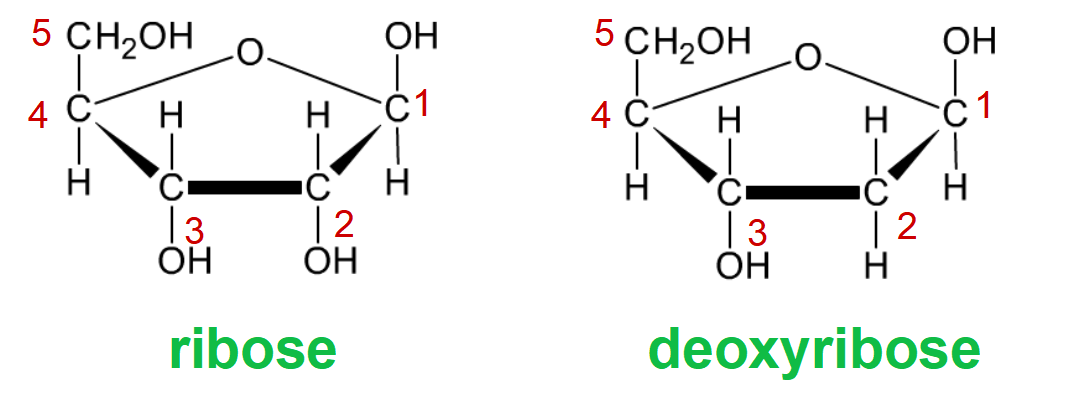 5 CH₂OH O OH
4 C H H C 1
H C C H
3 2
OH OH
ribose
5 CH₂OH O OH
4 C H H C 1
H C C H
3 2
OH H
deoxyribose